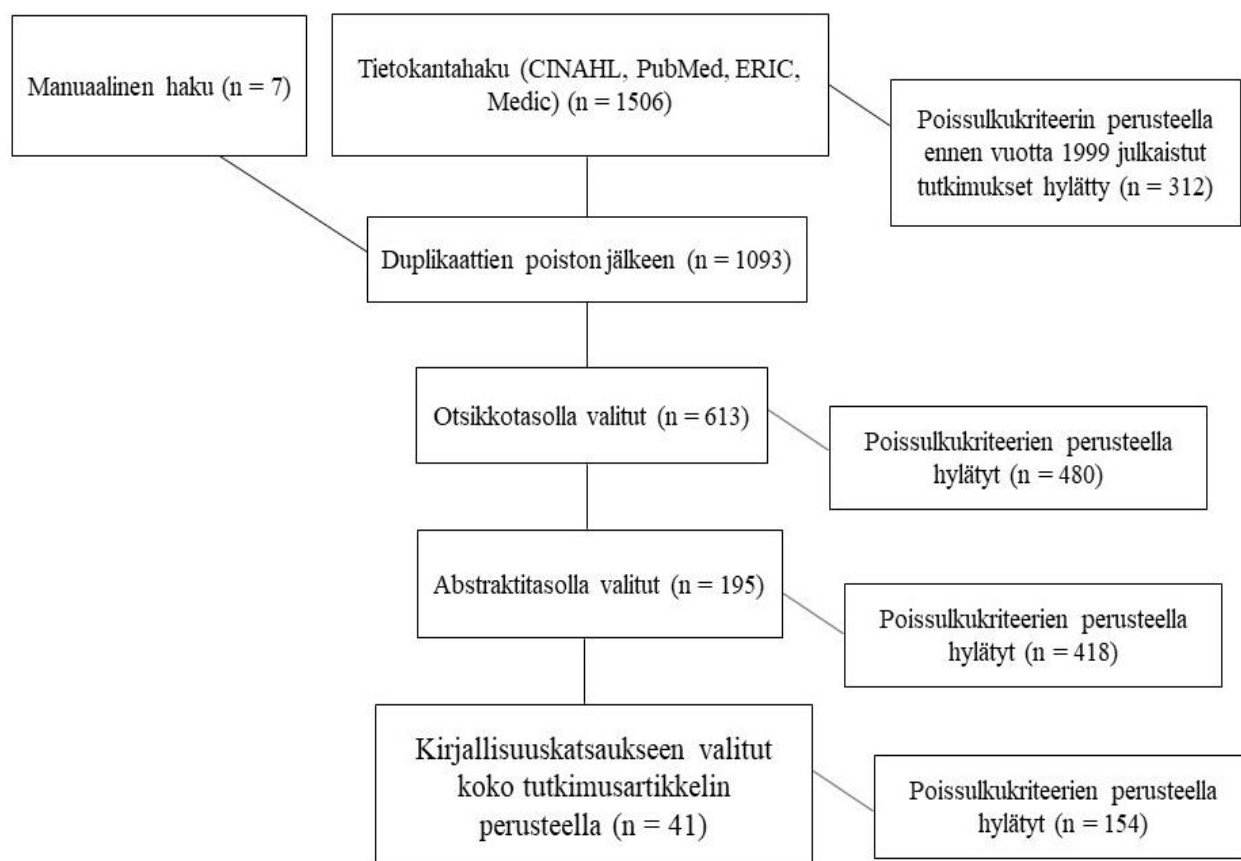 Manuaalinen haku (n = 7)
Tietokantahaku (CINAHL, PubMed, ERIC,
Medic) (n = 1506)
Poissulkukriteerin perusteella
ennen vuotta 1999 julkaistut
tutkimukset hylätty (n = 312)
Duplikaattien poiston jälkeen (n = 1093)
Otsikkotasolla valitut (n = 613)
Poissulkukriteerien perusteella
hylätyt (n = 480)
Abstraktitasolla valitut (n = 195)
Poissulkukriteerien perusteella
hylätyt (n = 418)
Kirjallisuuskatsaukseen valitut
koko tutkimusartikkelin
perusteella (n = 41)
Poissulkukriteerien perusteella
hylätyt (n = 154)